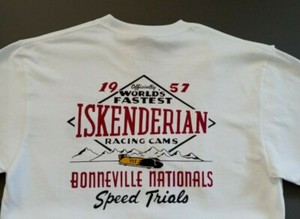 Officially
19 57
WORLD'S
FASTEST
ISKENDERIAN
RACING CAMS
BONNEVILLE NATIONALS
Speed Trials